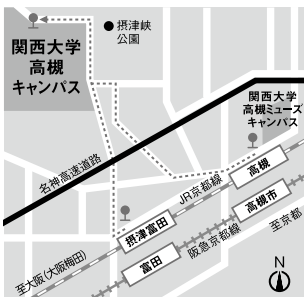 関西大学
高槻
キャンパス
摂津峡
公園
関西大学
高槻ミューズ
キャンパス
名神高速道路
JR京都線
高槻
摂津富田
高槻市
富田
阪急京都線
至京都
至大阪(大阪梅田)
N